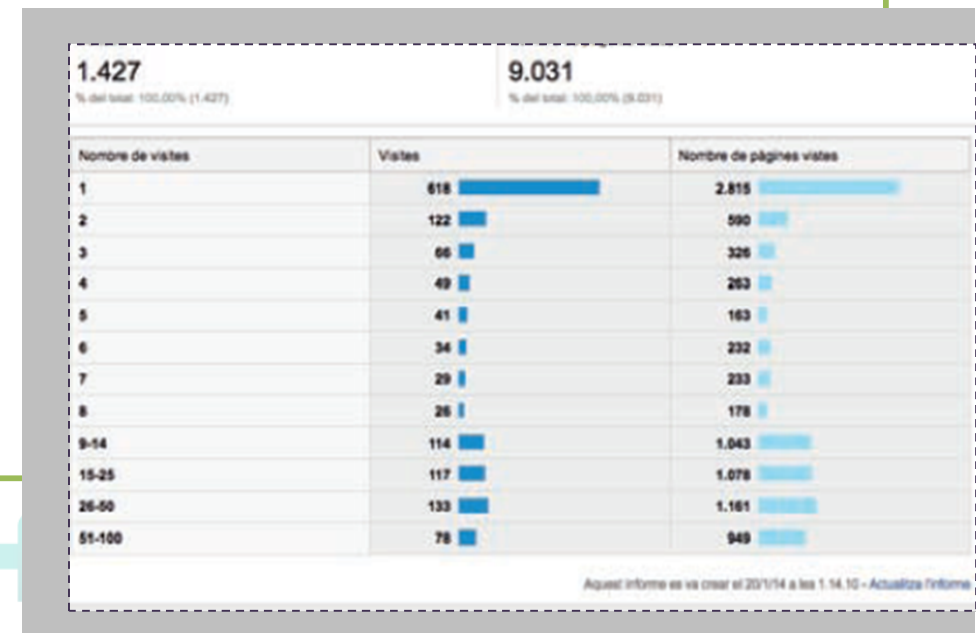 1.427 9.031
% del total: 100,00% (1.427) % del total: 100,00% (9.031)
Nombre de visites Visites Nombre de pàgines vistes
1 618 2.815
2 122 590
3 66 326
4 49 263
5 41 163
6 34 232
7 29 233
8 26 178
9-14 114 1.043
15-25 117 1.078
26-50 133 1.161
51-100 78 949
Aquest informe es va crear el 20/1/14 a les 1.14.10 - Actualitza l'informe